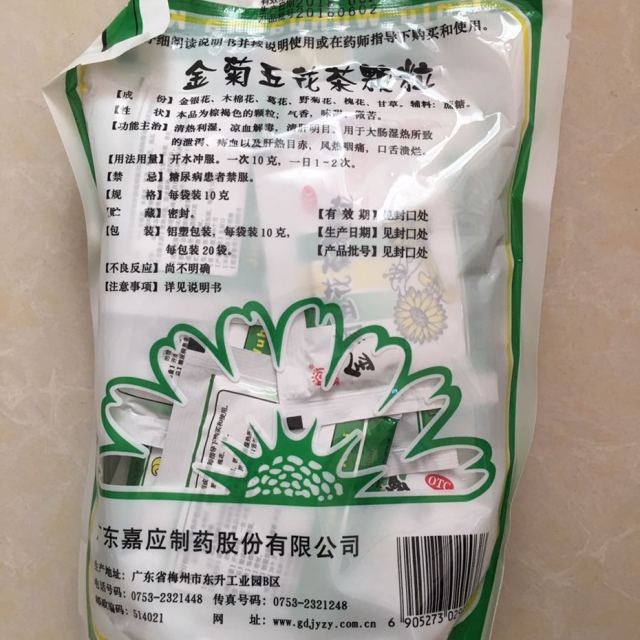 20160802
仔细阅读说明书并按说明使用或在药师指导下购买和使用。
金菊五花茶颗粒
【成 份】金银花、木棉花、葛花、野菊花、槐花、甘草。辅料：蔗糖。
【性 状】本品为棕褐色的颗粒；气香，味甜、微苦。
【功能主治】清热利湿，凉血解毒，清肝明目。用于大肠湿热所致
的泄泻、痔血以及肝热目赤，风热咽痛，口舌溃烂。
【用法用量】开水冲服。一次10克，一日1~2次。
【禁 忌】糖尿病患者禁服。
【规 格】每袋装10克
【贮 藏】密封。
【有 效 期】见封口处
【包 装】铝塑包装，每袋装10克，
每包装20袋。
【生产日期】见封口处
【产品批号】见封口处
【不良反应】尚不明确
【注意事项】详见说明书
OTC
广东嘉应制药股份有限公司
生产地址：广东省梅州市东升工业园B区
电话号码：0753-2321448 传真号码：0753-2321248
邮政编码：514021 网 址：www.gdjyzy.com.cn
6 905273 029